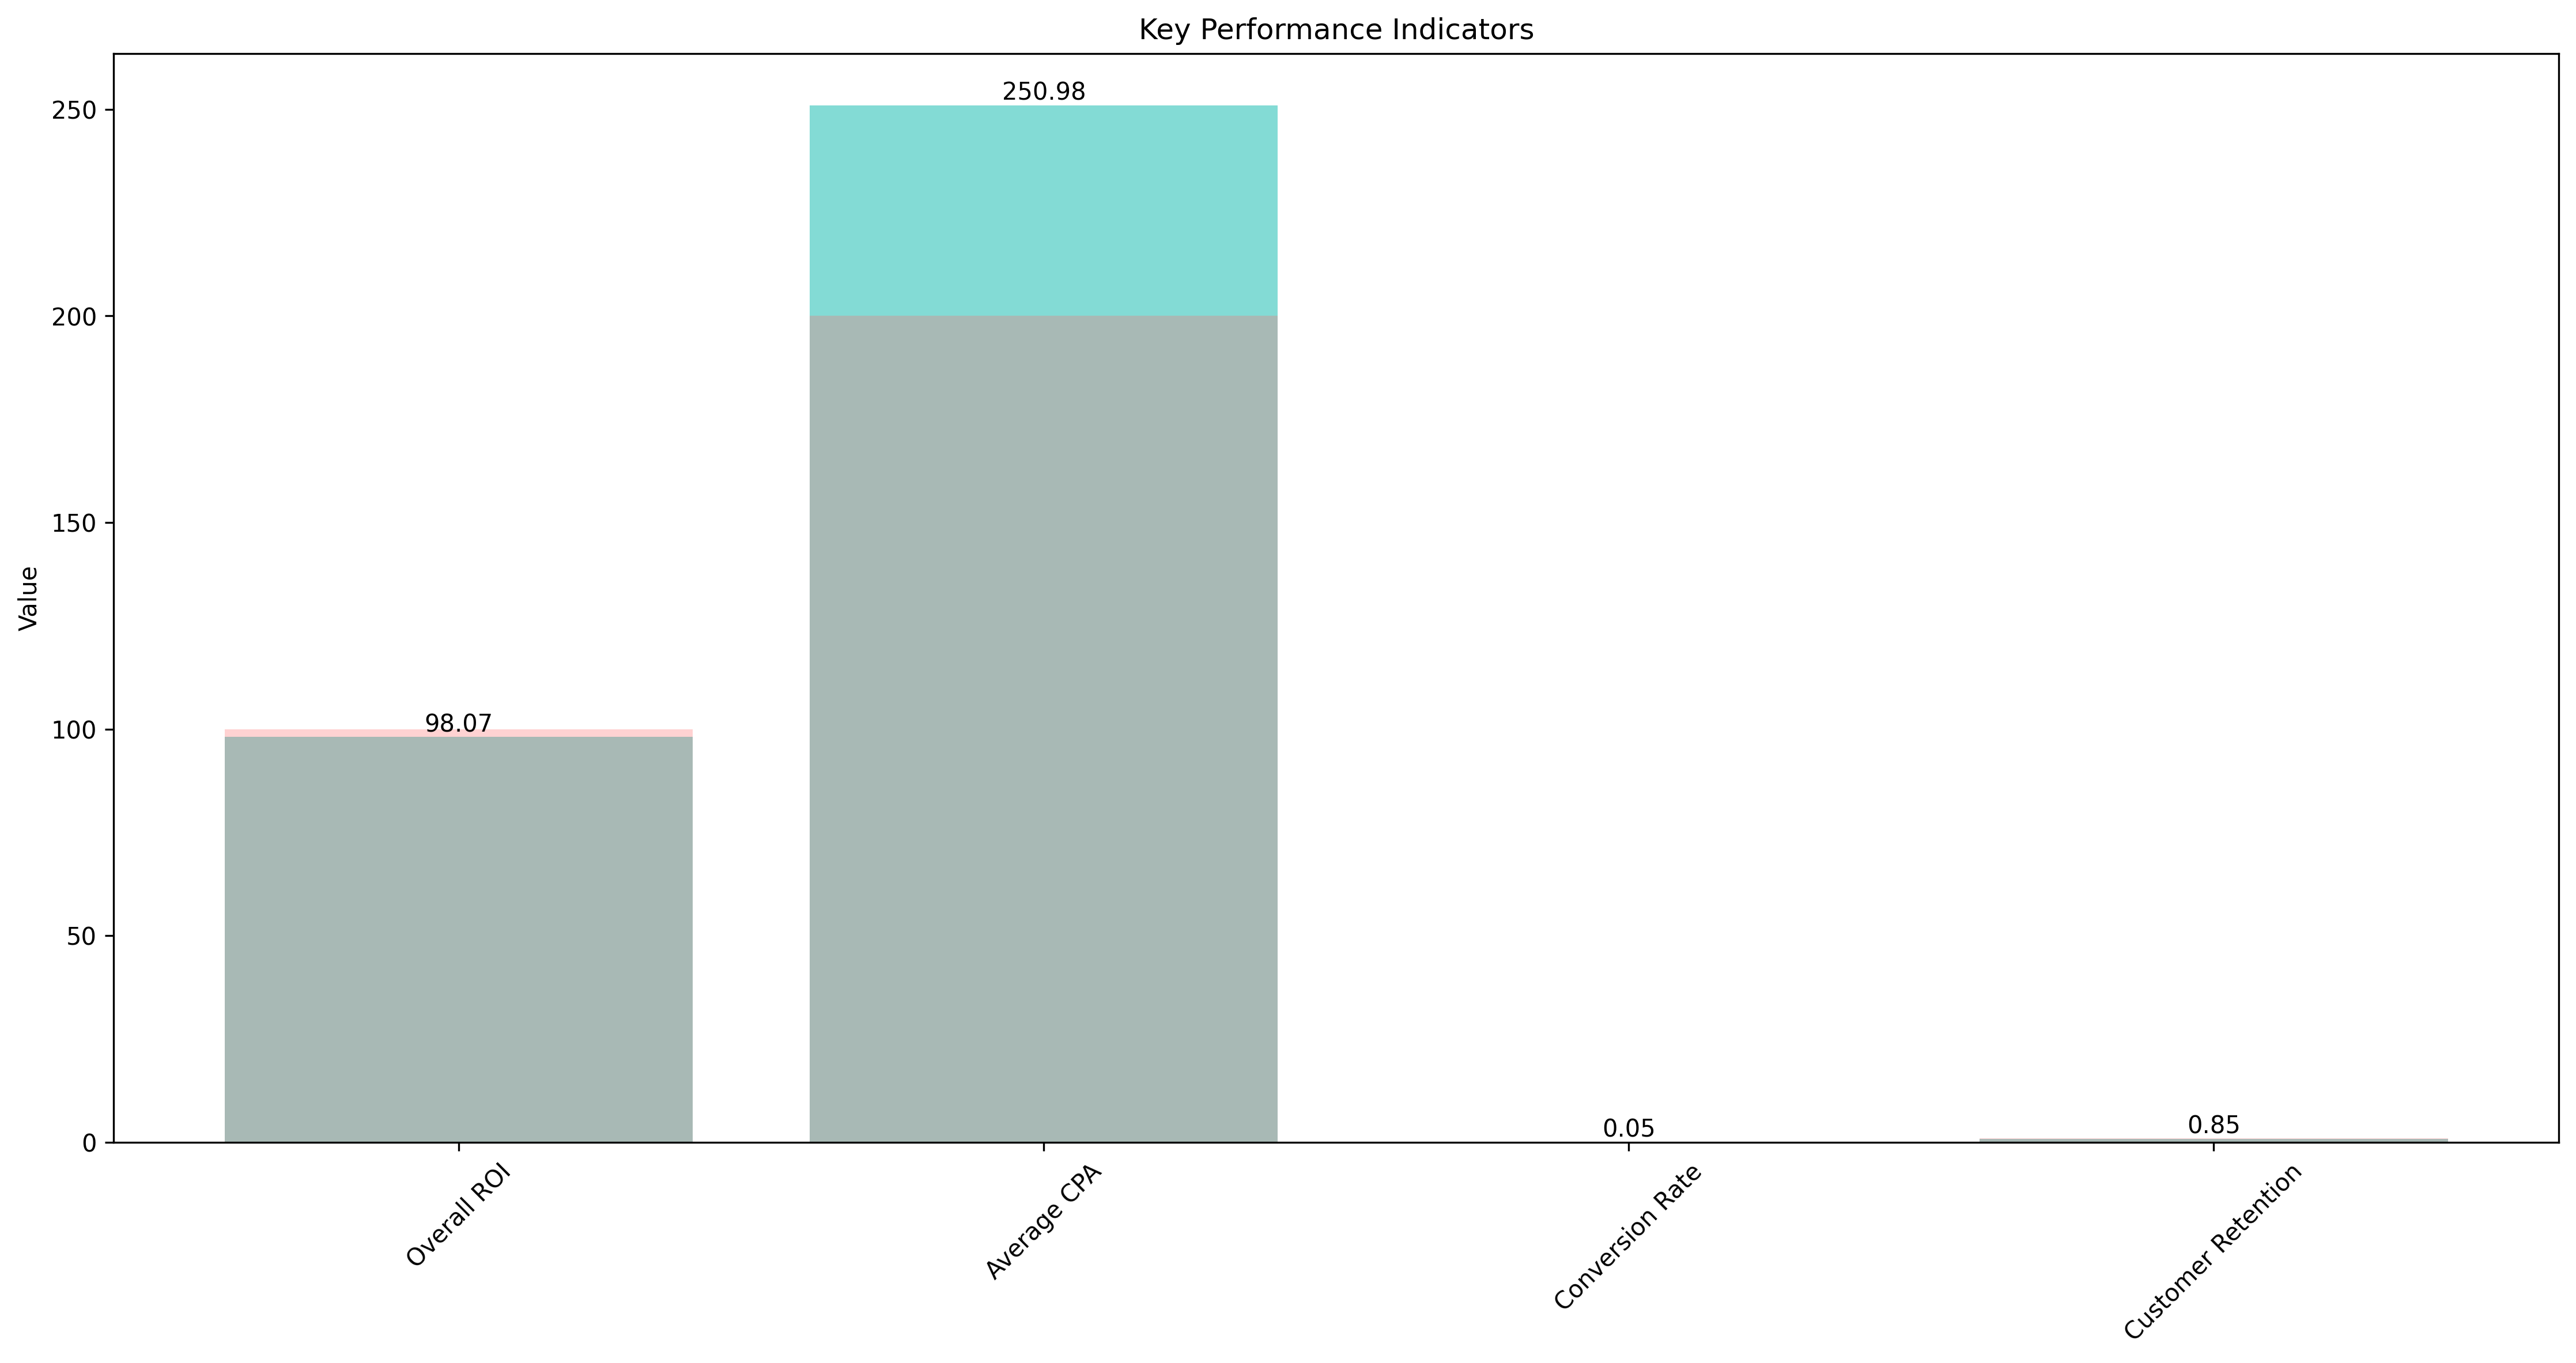 Key Performance Indicators
250.98
250
200
150
Value
98.07
100
50
0.05
0.85
0
Overall ROI
Average CPA
Conversion Rate
Customer Retention